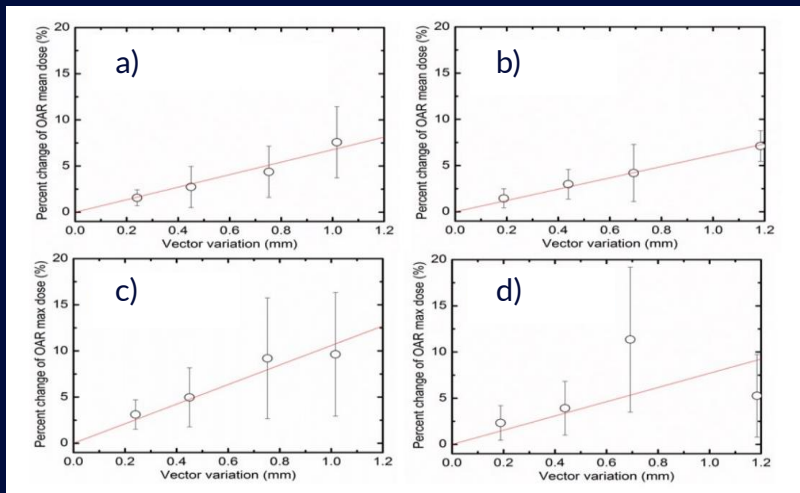 a)
Percent change of OAR mean dose (%)
20
15
10
5
0
0.0 0.2 0.4 0.6 0.8 1.0 1.2
Vector variation (mm)
b)
Percent change of OAR mean dose (%)
20
15
10
5
0
0.0 0.2 0.4 0.6 0.8 1.0 1.2
Vector variation (mm)
c)
Percent change of OAR max dose (%)
20
15
10
5
0
0.0 0.2 0.4 0.6 0.8 1.0 1.2
Vector variation (mm)
d)
Percent change of OAR max dose (%)
20
15
10
5
0
0.0 0.2 0.4 0.6 0.8 1.0 1.2
Vector variation (mm)